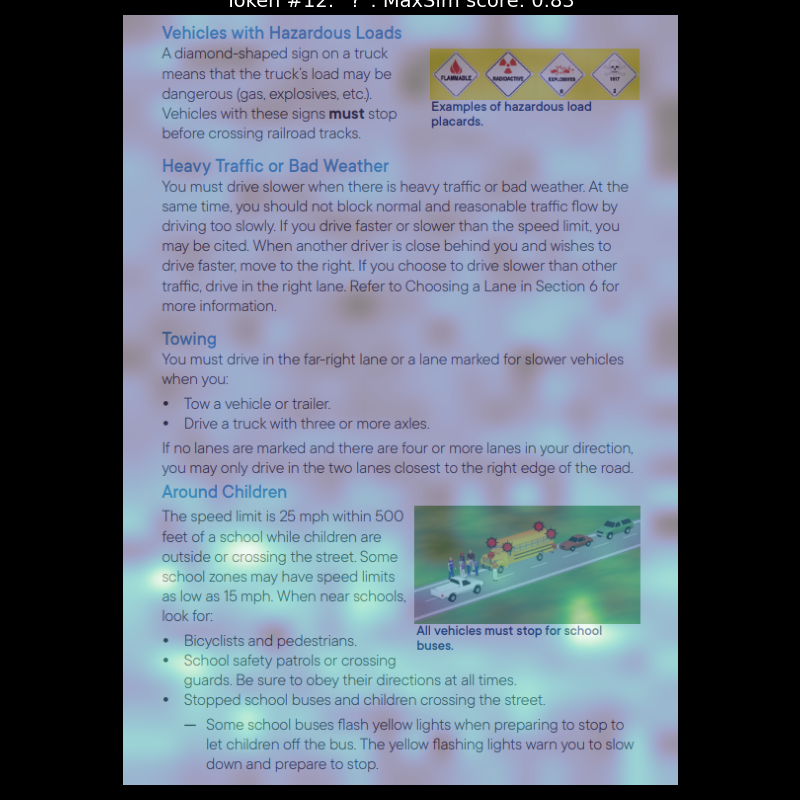 Token #12: "?". MaxSim score: 0.83
Vehicles with Hazardous Loads
A diamond-shaped sign on a truck
means that the truck's load may be
dangerous (gas, explosives, etc.).
Vehicles with these signs must stop
before crossing railroad tracks.
FLAMMABLE
RADIOACTIVE
EXPLOSIVES
1017
2
Examples of hazardous load
placards.
Heavy Traffic or Bad Weather
You must drive slower when there is heavy traffic or bad weather. At the
same time, you should not block normal and reasonable traffic flow by
driving too slowly. If you drive faster or slower than the speed limit, you
may be cited. When another driver is close behind you and wishes to
drive faster, move to the right. If you choose to drive slower than other
traffic, drive in the right lane. Refer to Choosing a Lane in Section 6 for
more information.
Towing
You must drive in the far-right lane or a lane marked for slower vehicles
when you:
• Tow a vehicle or trailer.
• Drive a truck with three or more axles.
If no lanes are marked and there are four or more lanes in your direction,
you may only drive in the two lanes closest to the right edge of the road.
Around Children
The speed limit is 25 mph within 500
feet of a school while children are
outside or crossing the street. Some
school zones may have speed limits
as low as 15 mph. When near schools,
look for:
All vehicles must stop for school
buses.
• Bicyclists and pedestrians.
• School safety patrols or crossing
guards. Be sure to obey their directions at all times.
• Stopped school buses and children crossing the street.
— Some school buses flash yellow lights when preparing to stop to
let children off the bus. The yellow flashing lights warn you to slow
down and prepare to stop.